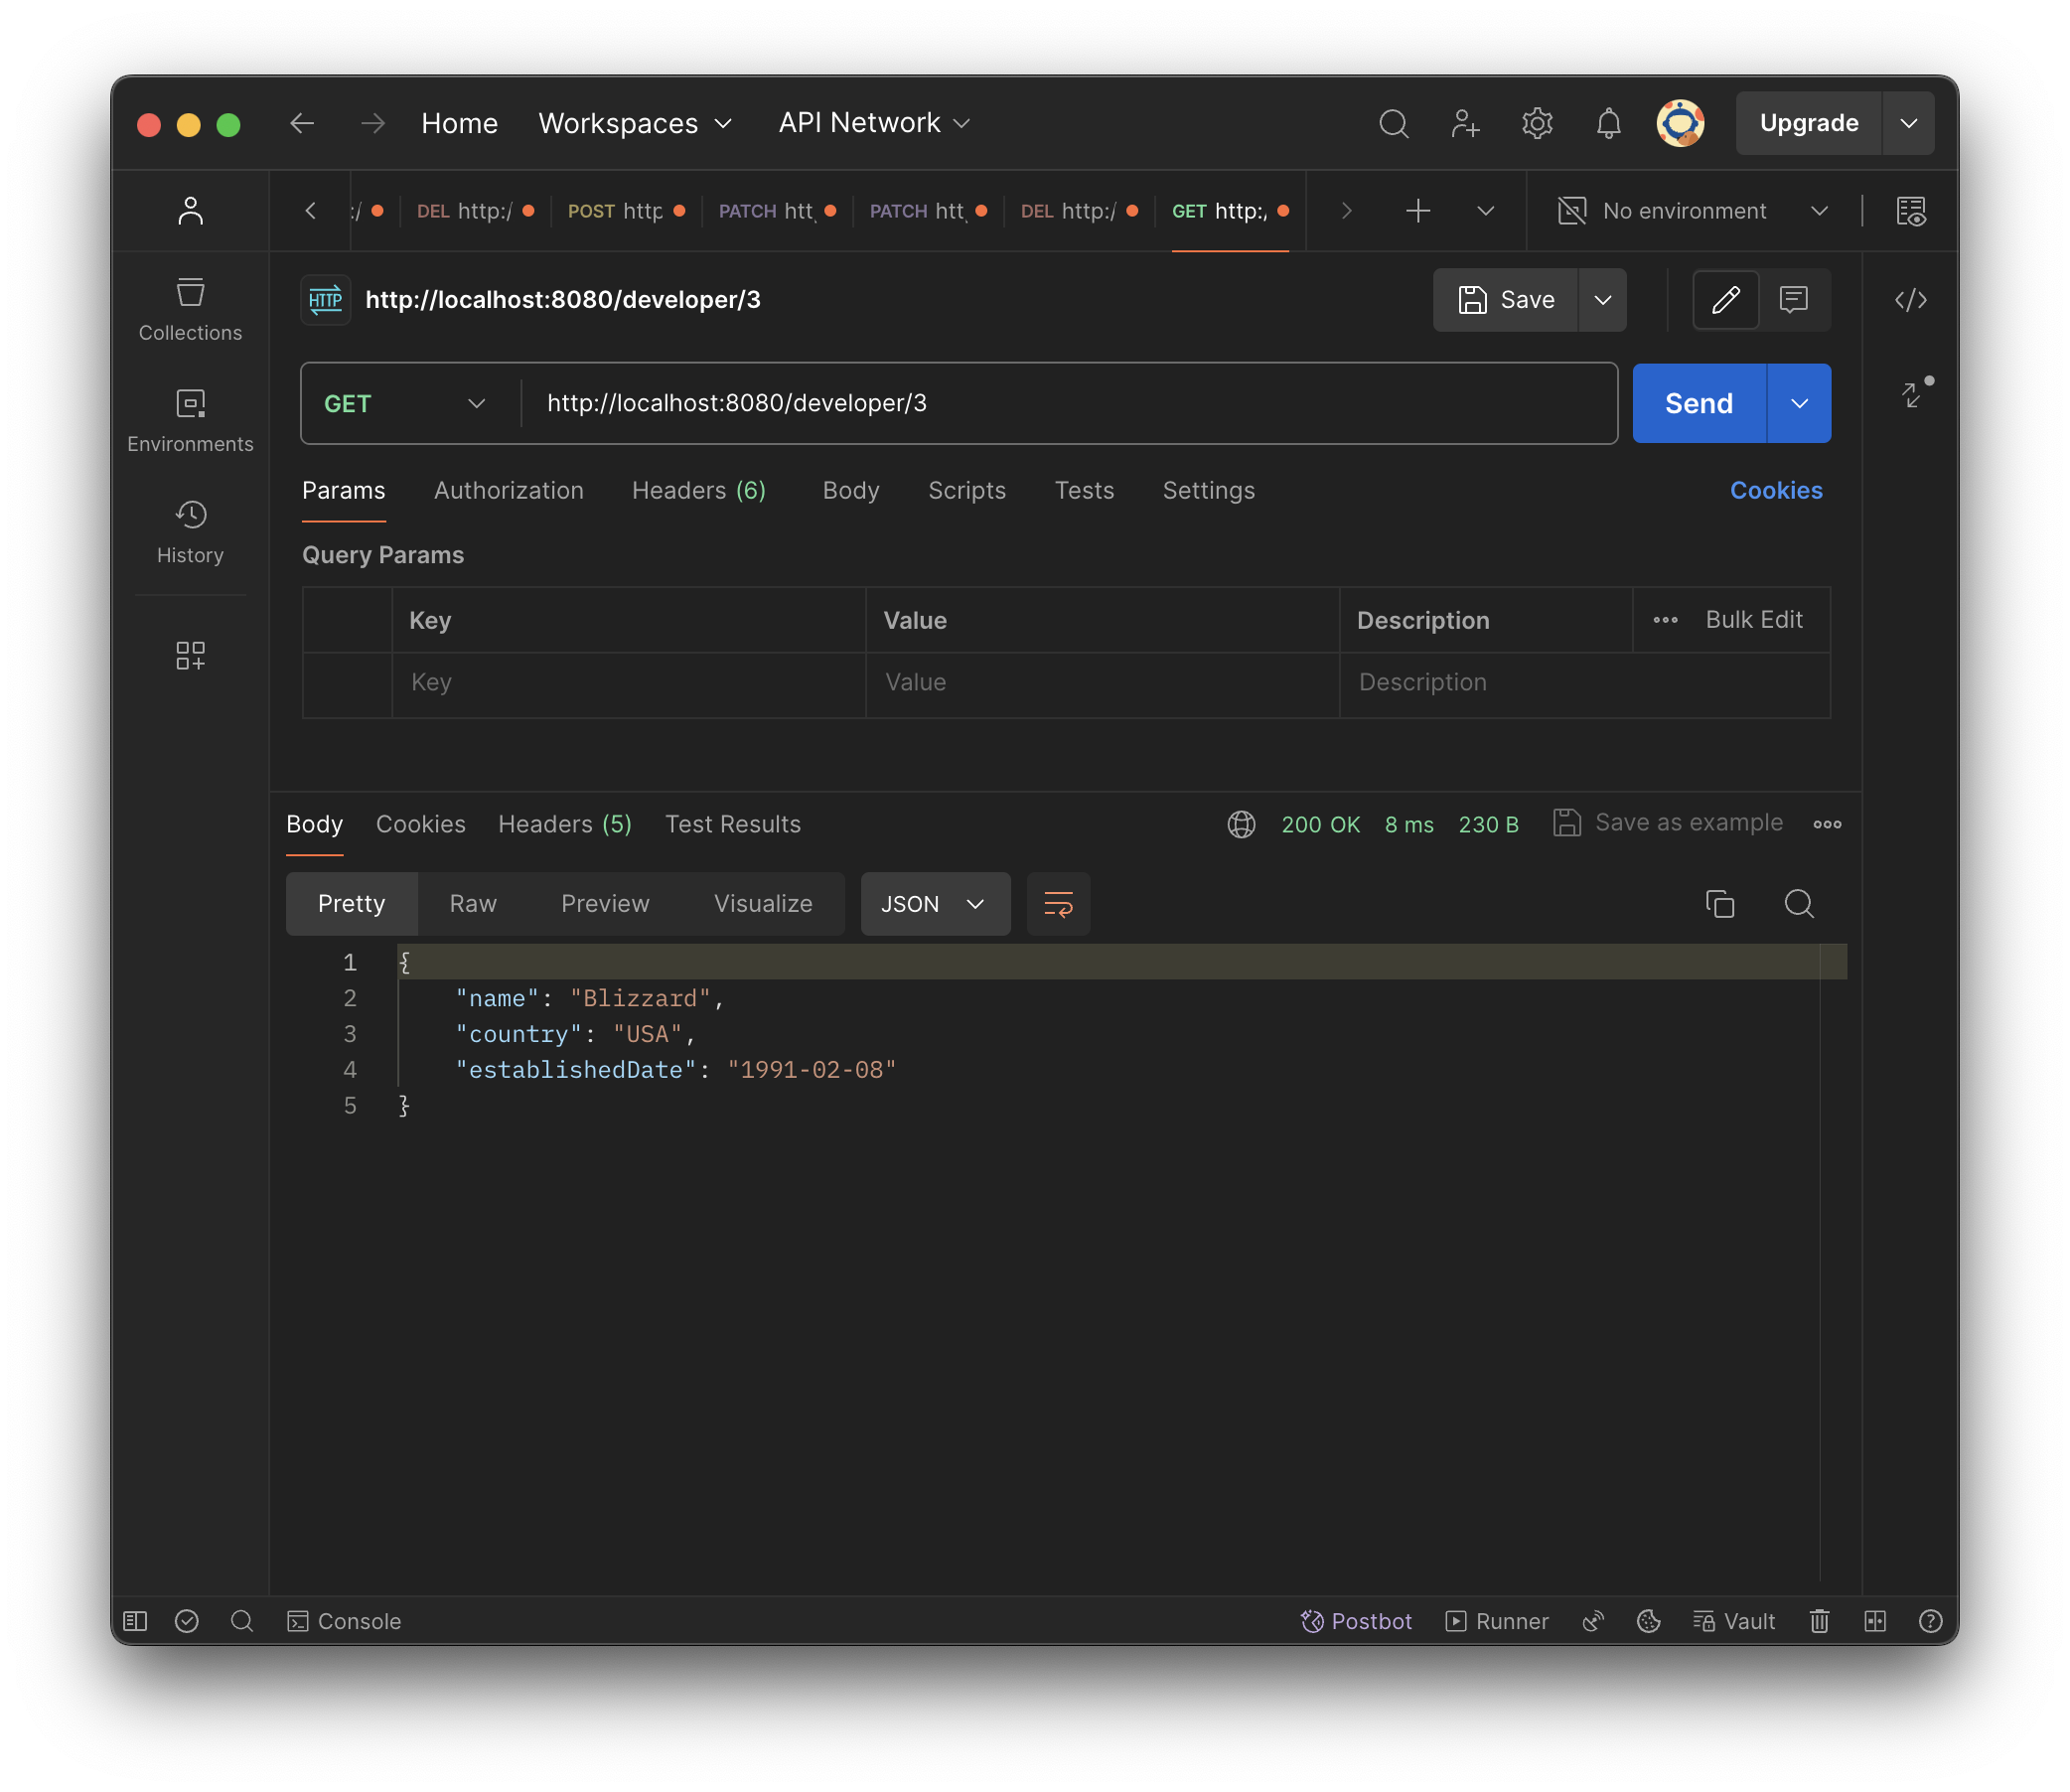 Home Workspaces API Network Upgrade
:/ DEL http:/ POST http PATCH htt PATCH htt DEL http:/ GET http:/ No environment
HTTP http://localhost:8080/developer/3 Save
Collections
GET http://localhost:8080/developer/3 Send
Environments
Params Authorization Headers (6) Body Scripts Tests Settings Cookies
History
Query Params
Key Value Description Bulk Edit
Key Value Description
Body Cookies Headers (5) Test Results 200 OK 8 ms 230 B Save as example
Pretty Raw Preview Visualize JSON
1 {
2 "name": "Blizzard",
3 "country": "USA",
4 "establishedDate": "1991-02-08"
5 }
Console Postbot Runner Vault